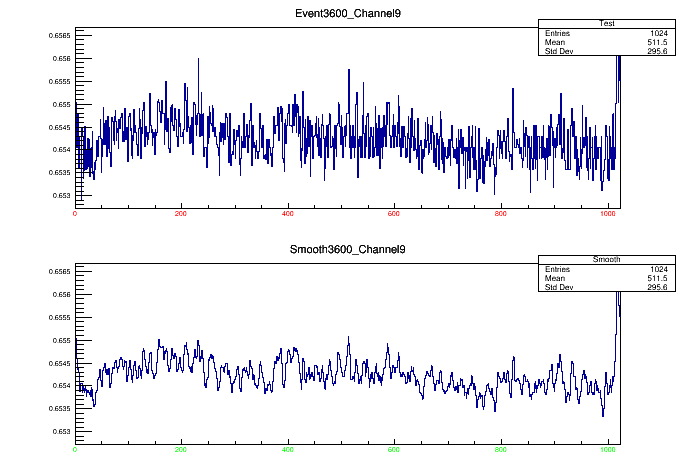 Event3600_Channel9
Test
Entries 1024
Mean 511.5
Std Dev 295.6
0.6565
0.656
0.6555
0.655
0.6545
0.654
0.6535
0.653
0 200 400 600 800 1000
Smooth3600_Channel9
Smooth
Entries 1024
Mean 511.5
Std Dev 295.6
0.6565
0.656
0.6555
0.655
0.6545
0.654
0.6535
0.653
0 200 400 600 800 1000